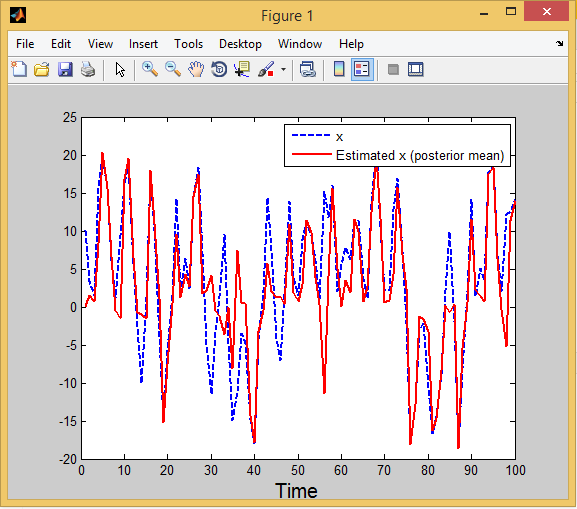 Figure 1
File Edit View Insert Tools Desktop Window Help
25
20
15
10
5
0
-5
-10
-15
-20
x
Estimated x (posterior mean)
0 10 20 30 40 50 60 70 80 90 100
Time